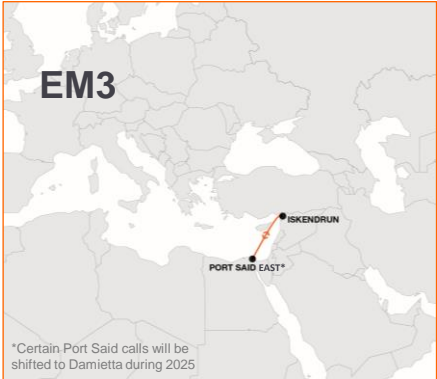 EM3
ISKENDRUN
PORT SAID EAST*
*Certain Port Said calls will be
shifted to Damietta during 2025